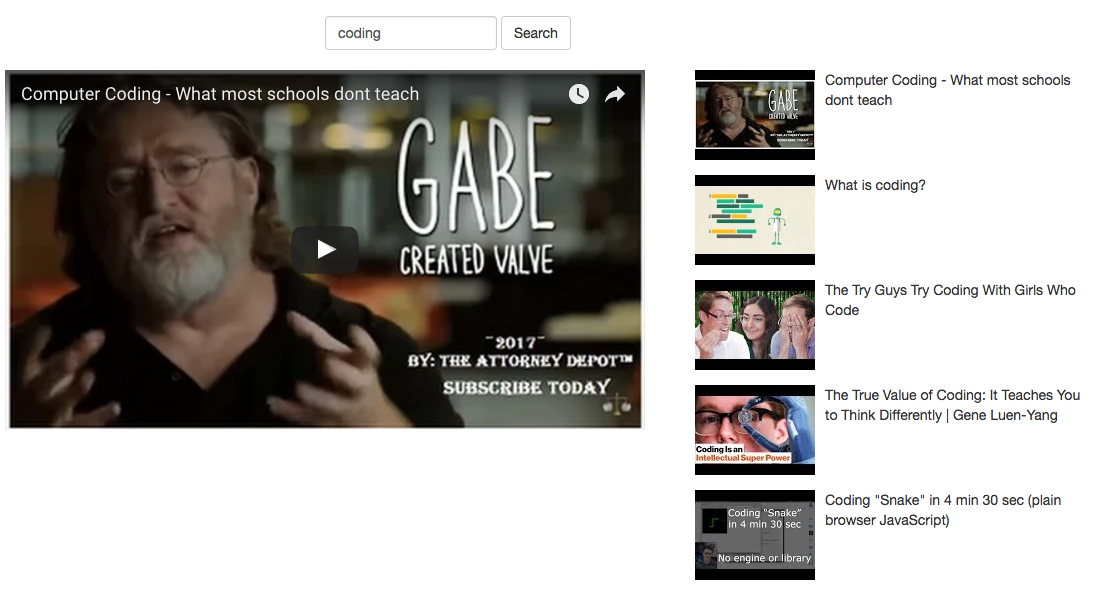 coding
Search
Computer Coding - What most schools dont teach
GABE
CREATED VALVE
~2017~
BY: THE ATTORNEY DEPOT™
SUBSCRIBE TODAY
GABE
CREATED VALVE
Computer Coding - What most schools
dont teach
What is coding?
The Try Guys Try Coding With Girls Who
Code
Coding Is an
Intellectual Super Power
The True Value of Coding: It Teaches You
to Think Differently | Gene Luen-Yang
Coding "Snake"
in 4 min 30 sec
No engine or library
Coding "Snake" in 4 min 30 sec (plain
browser JavaScript)